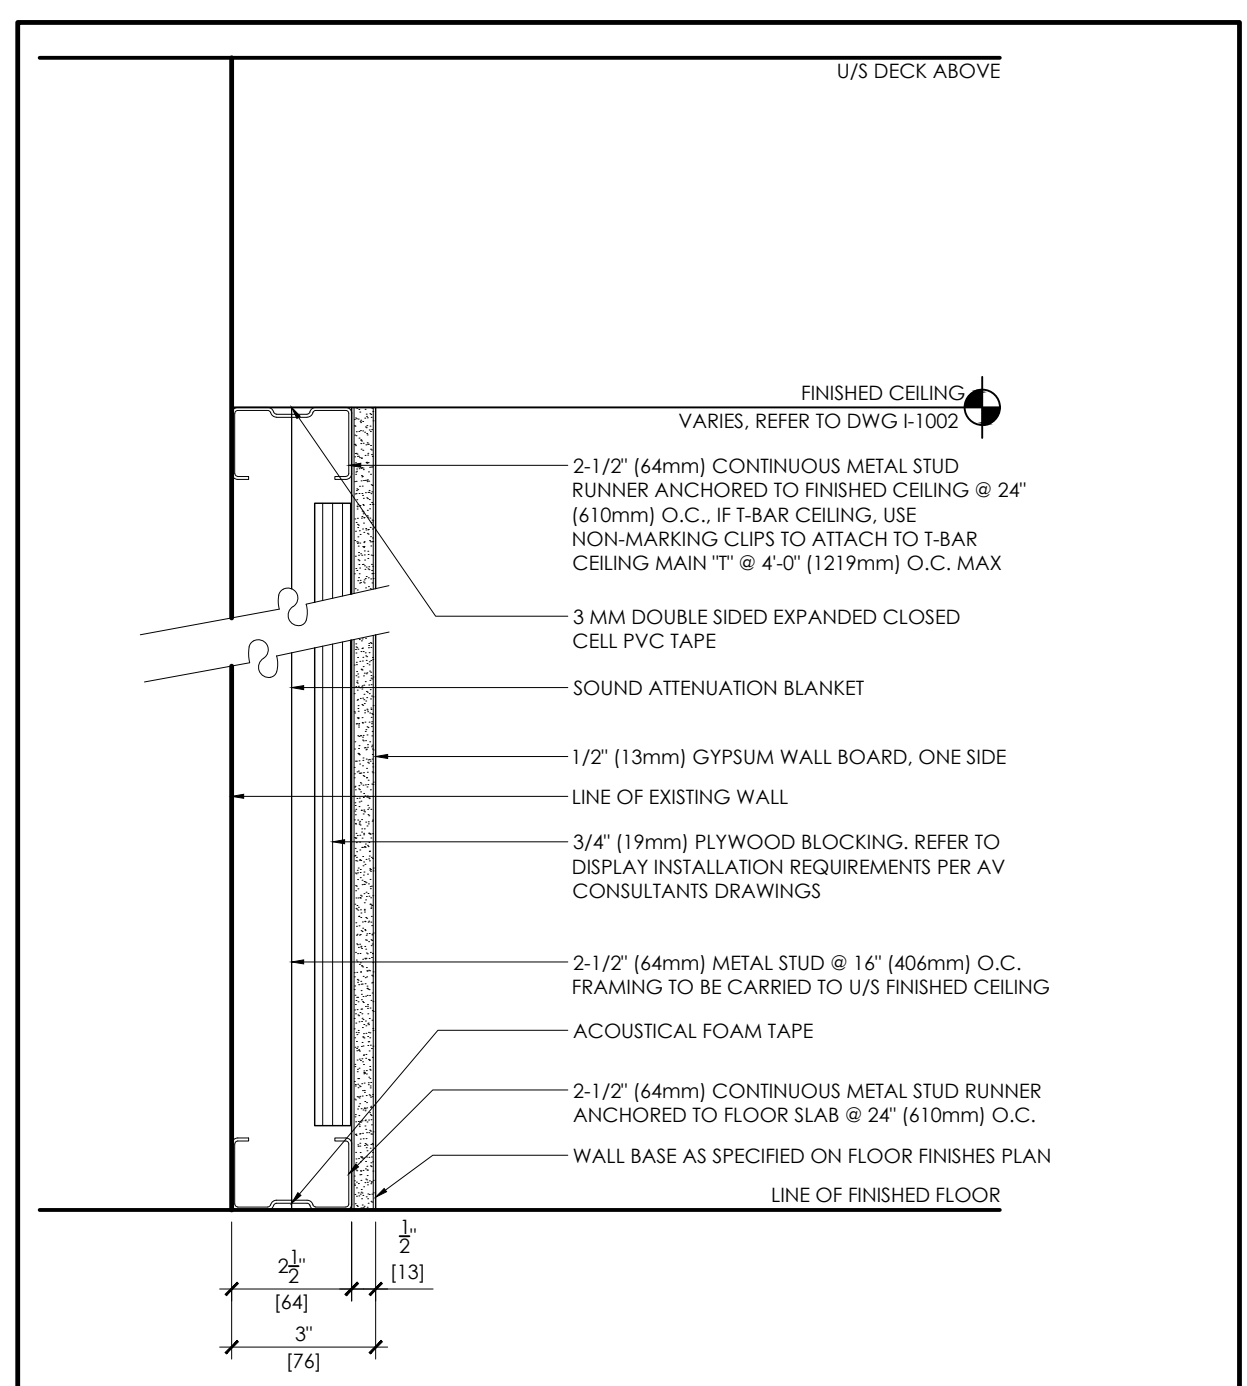 U/S DECK ABOVE
FINISHED CEILING
VARIES, REFER TO DWG I-1002
2-1/2" (64mm) CONTINUOUS METAL STUD
RUNNER ANCHORED TO FINISHED CEILING @ 24"
(610mm) O.C., IF T-BAR CEILING, USE
NON-MARKING CLIPS TO ATTACH TO T-BAR
CEILING MAIN "T" @ 4'-0" (1219mm) O.C. MAX
3 MM DOUBLE SIDED EXPANDED CLOSED
CELL PVC TAPE
SOUND ATTENUATION BLANKET
1/2" (13mm) GYPSUM WALL BOARD, ONE SIDE
LINE OF EXISTING WALL
3/4" (19mm) PLYWOOD BLOCKING. REFER TO
DISPLAY INSTALLATION REQUIREMENTS PER AV
CONSULTANTS DRAWINGS
2-1/2" (64mm) METAL STUD @ 16" (406mm) O.C.
FRAMING TO BE CARRIED TO U/S FINISHED CEILING
ACOUSTICAL FOAM TAPE
2-1/2" (64mm) CONTINUOUS METAL STUD RUNNER
ANCHORED TO FLOOR SLAB @ 24" (610mm) O.C.
WALL BASE AS SPECIFIED ON FLOOR FINISHES PLAN
LINE OF FINISHED FLOOR
2 1/2"
[64]
1/2"
[13]
3"
[76]